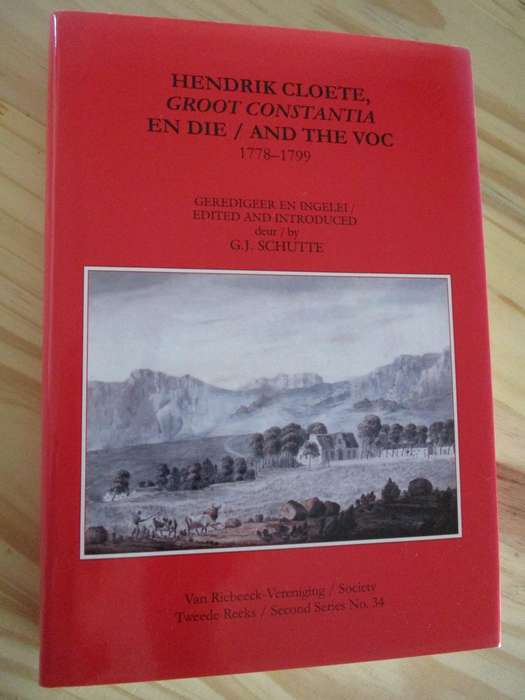 HENDRIK CLOETE,
GROOT CONSTANTIA
EN DIE / AND THE VOC
1778–1799
GEREDIGEER EN INGELEI /
EDITED AND INTRODUCED
deur / by
G.J. SCHUTTE
Van Riebeeck-Vereniging / Society
Tweede Reeks / Second Series No. 34